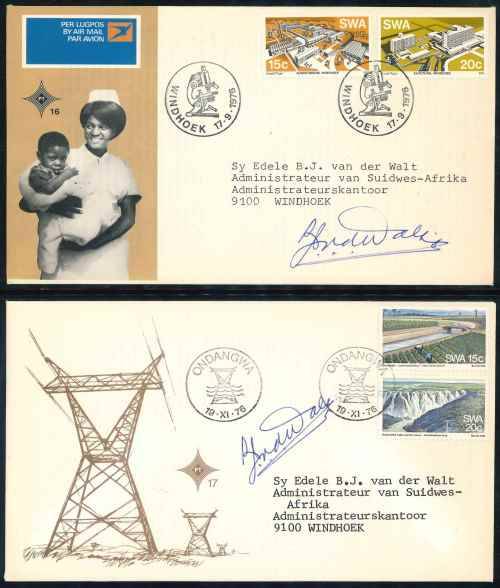 PER LUGPOS
BY AIR MAIL
PAR AVION
16
SWA
15c
SWA
20c
WINDHOEK 17-9-1976
WINDHOEK 17-9-1976
Sy Edele B.J. van der Walt
Administrateur van Suidwes-Afrika
Administrateurskantoor
9100 WINDHOEK
ONDANGWA
19-XI-76
ONDANGWA
19-XI-76
SWA 15c
SWA
20c
17
Sy Edele B.J. van der Walt
Administrateur van Suidwes-
Afrika
Administrateurskantoor
9100 WINDHOEK